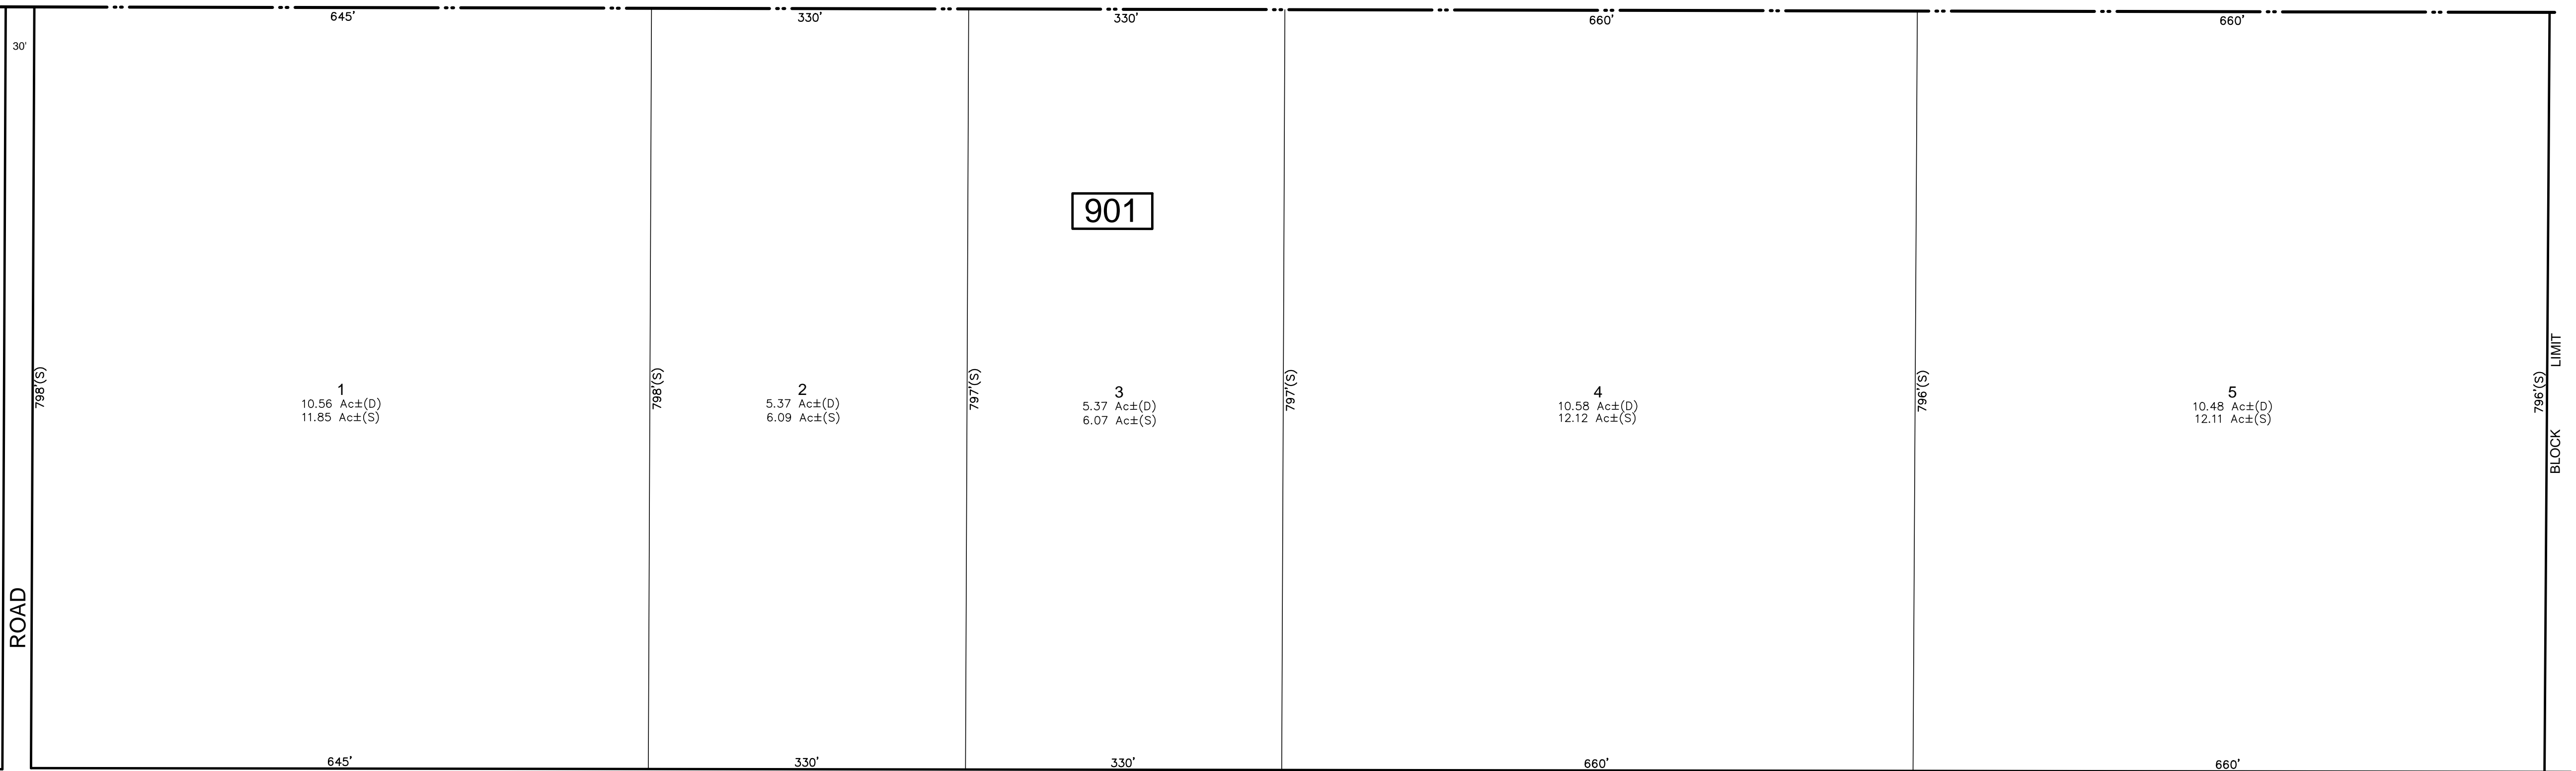 645'
330'
330'
660'
660'
30'
901
798'(S)
798'(S)
797'(S)
797'(S)
796'(S)
796'(S)
BLOCK LIMIT
1
10.56 Ac±(D)
11.85 Ac±(S)
2
5.37 Ac±(D)
6.09 Ac±(S)
3
5.37 Ac±(D)
6.07 Ac±(S)
4
10.58 Ac±(D)
12.12 Ac±(S)
5
10.48 Ac±(D)
12.11 Ac±(S)
ROAD
645'
330'
330'
660'
660'